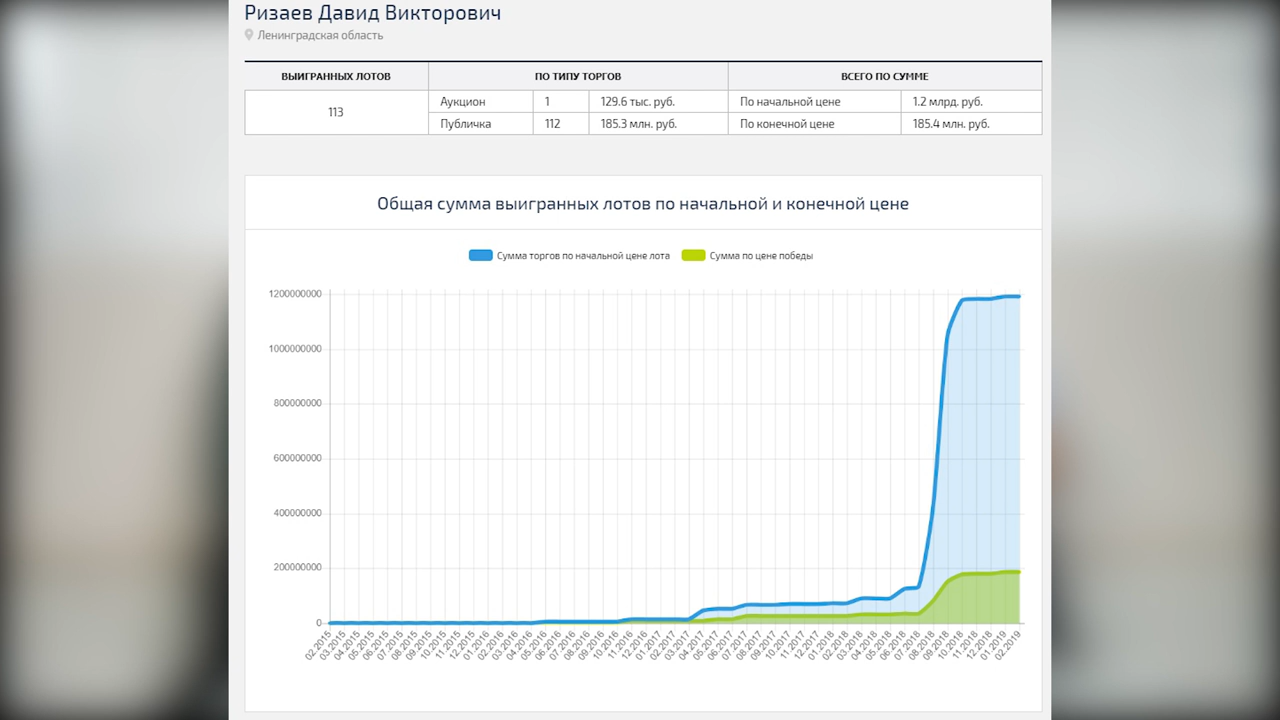 Ризаев Давид Викторович
Ленинградская область
ВЫИГРАННЫХ ЛОТОВ ПО ТИПУ ТОРГОВ ВСЕГО ПО СУММЕ
113
Аукцион 1 129.6 тыс. руб. По начальной цене 1.2 млрд. руб.
Публичка 112 185.3 млн. руб. По конечной цене 185.4 млн. руб.
Общая сумма выигранных лотов по начальной и конечной цене
Сумма торгов по начальной цене лота Сумма по цене победы
1200000000
1000000000
800000000
600000000
400000000
200000000
0
02.2015 03.2015 04.2015 05.2015 06.2015 07.2015 08.2015 09.2015 10.2015 11.2015 12.2015 01.2016 02.2016 03.2016 04.2016 05.2016 06.2016 07.2016 08.2016 09.2016 10.2016 11.2016 12.2016 01.2017 02.2017 03.2017 04.2017 05.2017 06.2017 07.2017 08.2017 09.2017 10.2017 11.2017 12.2017 01.2018 02.2018 03.2018 04.2018 05.2018 06.2018 07.2018 08.2018 09.2018 10.2018 11.2018 12.2018 01.2019 02.2019